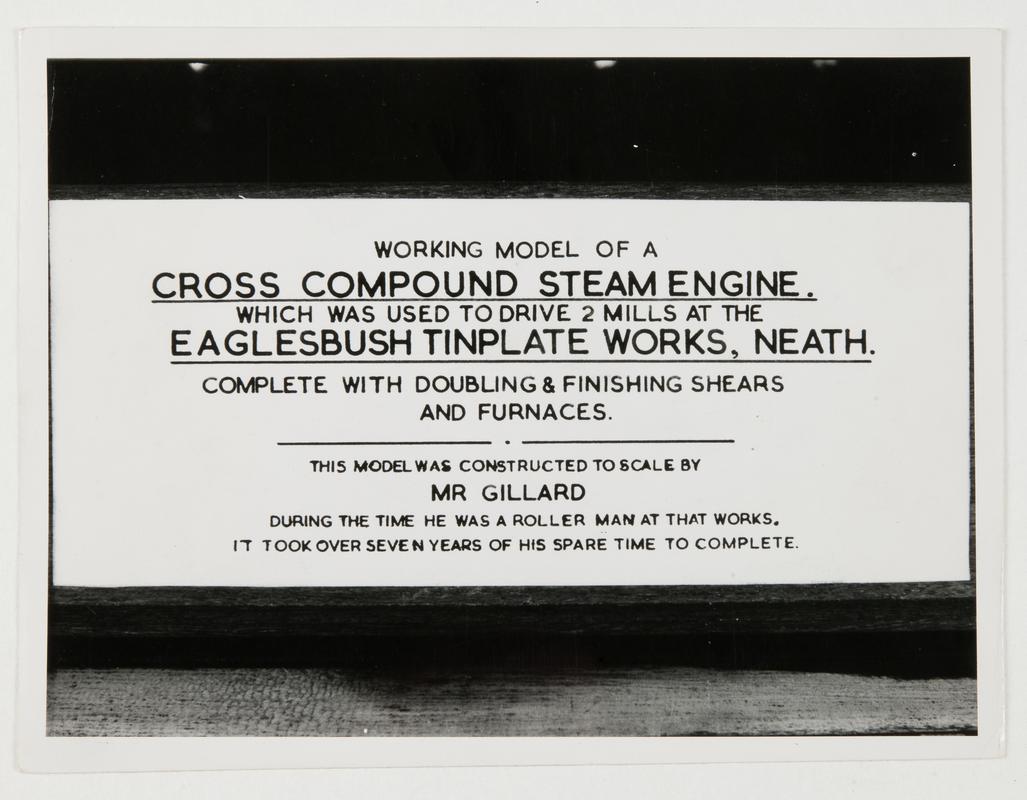 WORKING MODEL OF A
CROSS COMPOUND STEAM ENGINE.
WHICH WAS USED TO DRIVE 2 MILLS AT THE
EAGLESBUSH TINPLATE WORKS, NEATH.
COMPLETE WITH DOUBLING & FINISHING SHEARS
AND FURNACES.
THIS MODEL WAS CONSTRUCTED TO SCALE BY
MR GILLARD
DURING THE TIME HE WAS A ROLLER MAN AT THAT WORKS.
IT TOOK OVER SEVEN YEARS OF HIS SPARE TIME TO COMPLETE.